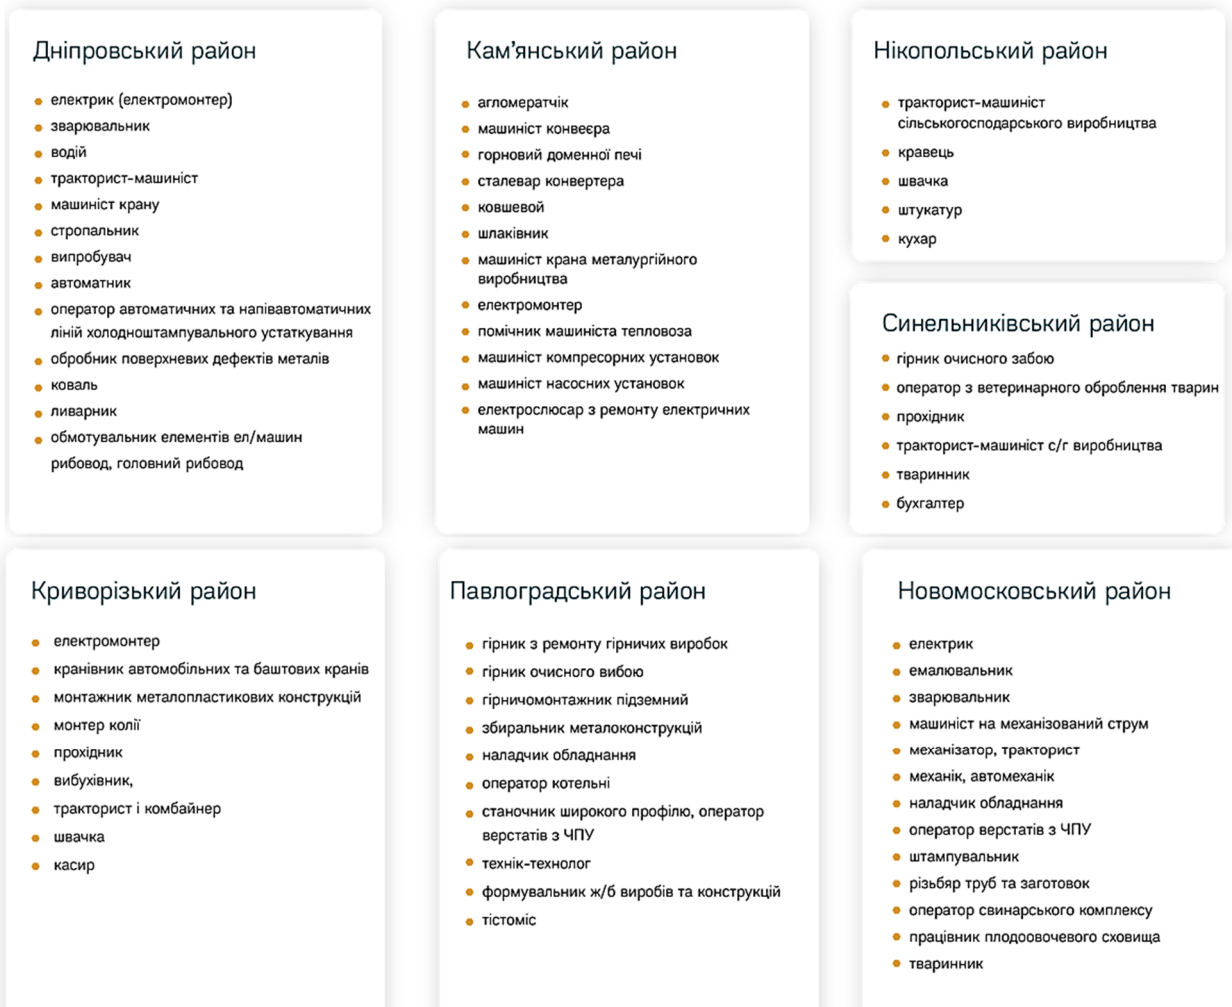 Дніпровський район
електрик (електромонтер)
зварювальник
водій
тракторист-машиніст
машиніст крану
стропальник
випробувач
автоматник
оператор автоматичних та напівавтоматичних
ліній холодноштампувального устаткування
обробник поверхневих дефектів металів
коваль
ливарник
обмотувальник елементів ел/машин
рибовод, головний рибовод
Кам’янський район
агломератчік
машиніст конвеєра
горновий доменної печі
сталевар конвертера
ковшевой
шлаківник
машиніст крана металургійного
виробництва
електромонтер
помічник машиніста тепловоза
машиніст компресорних установок
машиніст насосних установок
електрослюсар з ремонту електричних
машин
Нікопольський район
тракторист-машиніст
сільськогосподарського виробництва
кравець
швачка
штукатур
кухар
Синельниківський район
гірник очисного забою
оператор з ветеринарного оброблення тварин
прохідник
тракторист-машиніст с/г виробництва
тваринник
бухгалтер
Криворізький район
електромонтер
кранівник автомобільних та баштових кранів
монтажник металопластикових конструкцій
монтер колії
прохідник
вибухівник,
тракторист і комбайнер
швачка
касир
Павлоградський район
гірник з ремонту гірничих виробок
гірник очисного вибою
гірничомонтажник підземний
збиральник металоконструкцій
наладчик обладнання
оператор котельні
станочник широкого профілю, оператор
верстатів з ЧПУ
технік-технолог
формувальник ж/б виробів та конструкцій
тістоміс
Новомосковський район
електрик
емалювальник
зварювальник
машиніст на механізований струм
механізатор, тракторист
механік, автомеханік
наладчик обладнання
оператор верстатів з ЧПУ
штампувальник
різьбяр труб та заготовок
оператор свинарського комплексу
працівник плодоовочевого сховища
тваринник